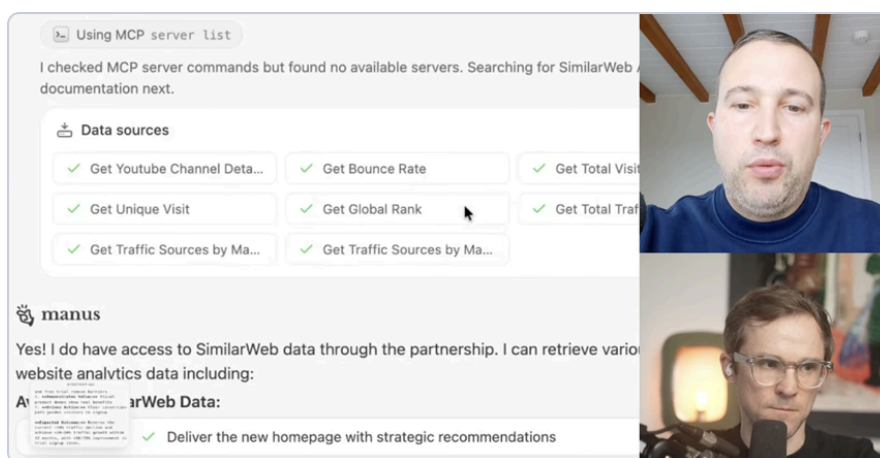 Using MCP server list
I checked MCP server commands but found no available servers. Searching for SimilarWeb
documentation next.
Data sources
Get Youtube Channel Deta...
Get Bounce Rate
Get Total Visit
Get Unique Visit
Get Global Rank
Get Total Traf
Get Traffic Sources by Ma...
Get Traffic Sources by Ma...
manus
Yes! I do have access to SimilarWeb data through the partnership. I can retrieve variou
website analytics data including:
arWeb Data:
Deliver the new homepage with strategic recommendations